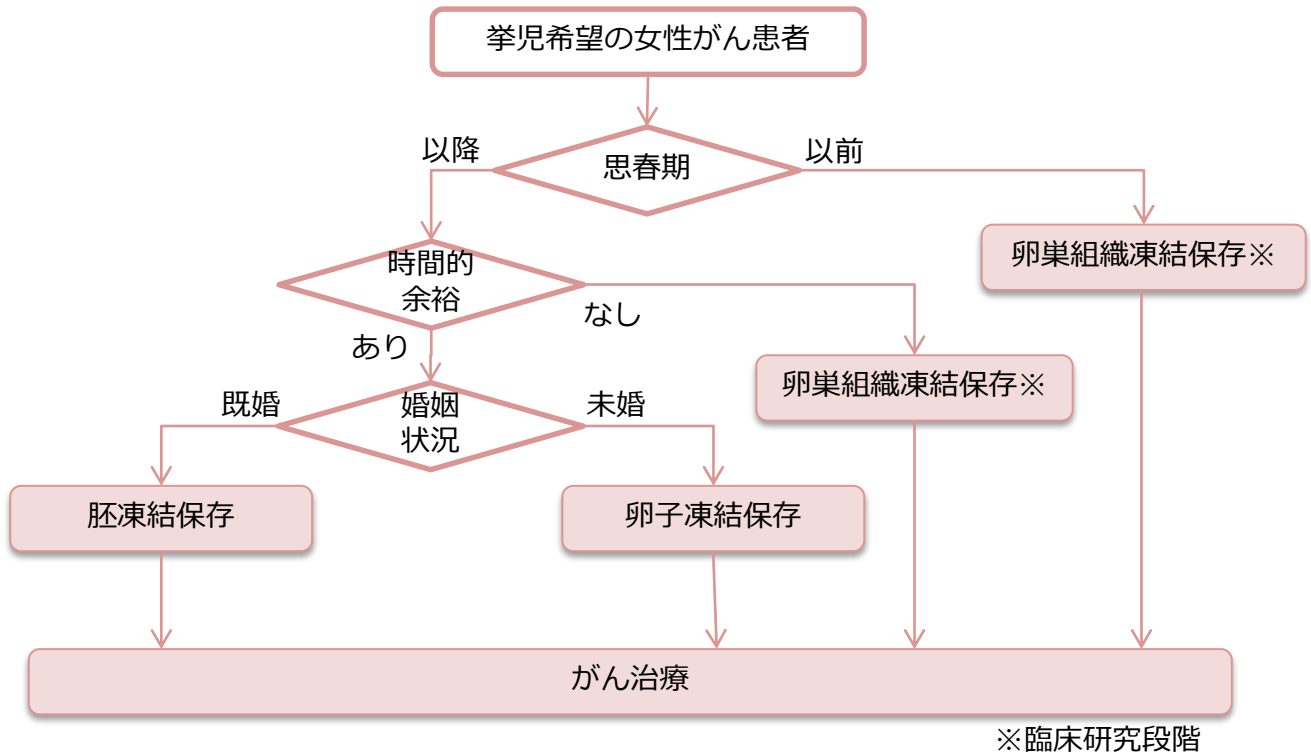 挙児希望の女性がん患者
以降
思春期
以前
卵巣組織凍結保存※
時間的
余裕
なし
あり
卵巣組織凍結保存※
既婚
婚姻
状況
未婚
胚凍結保存
卵子凍結保存
がん治療
※臨床研究段階